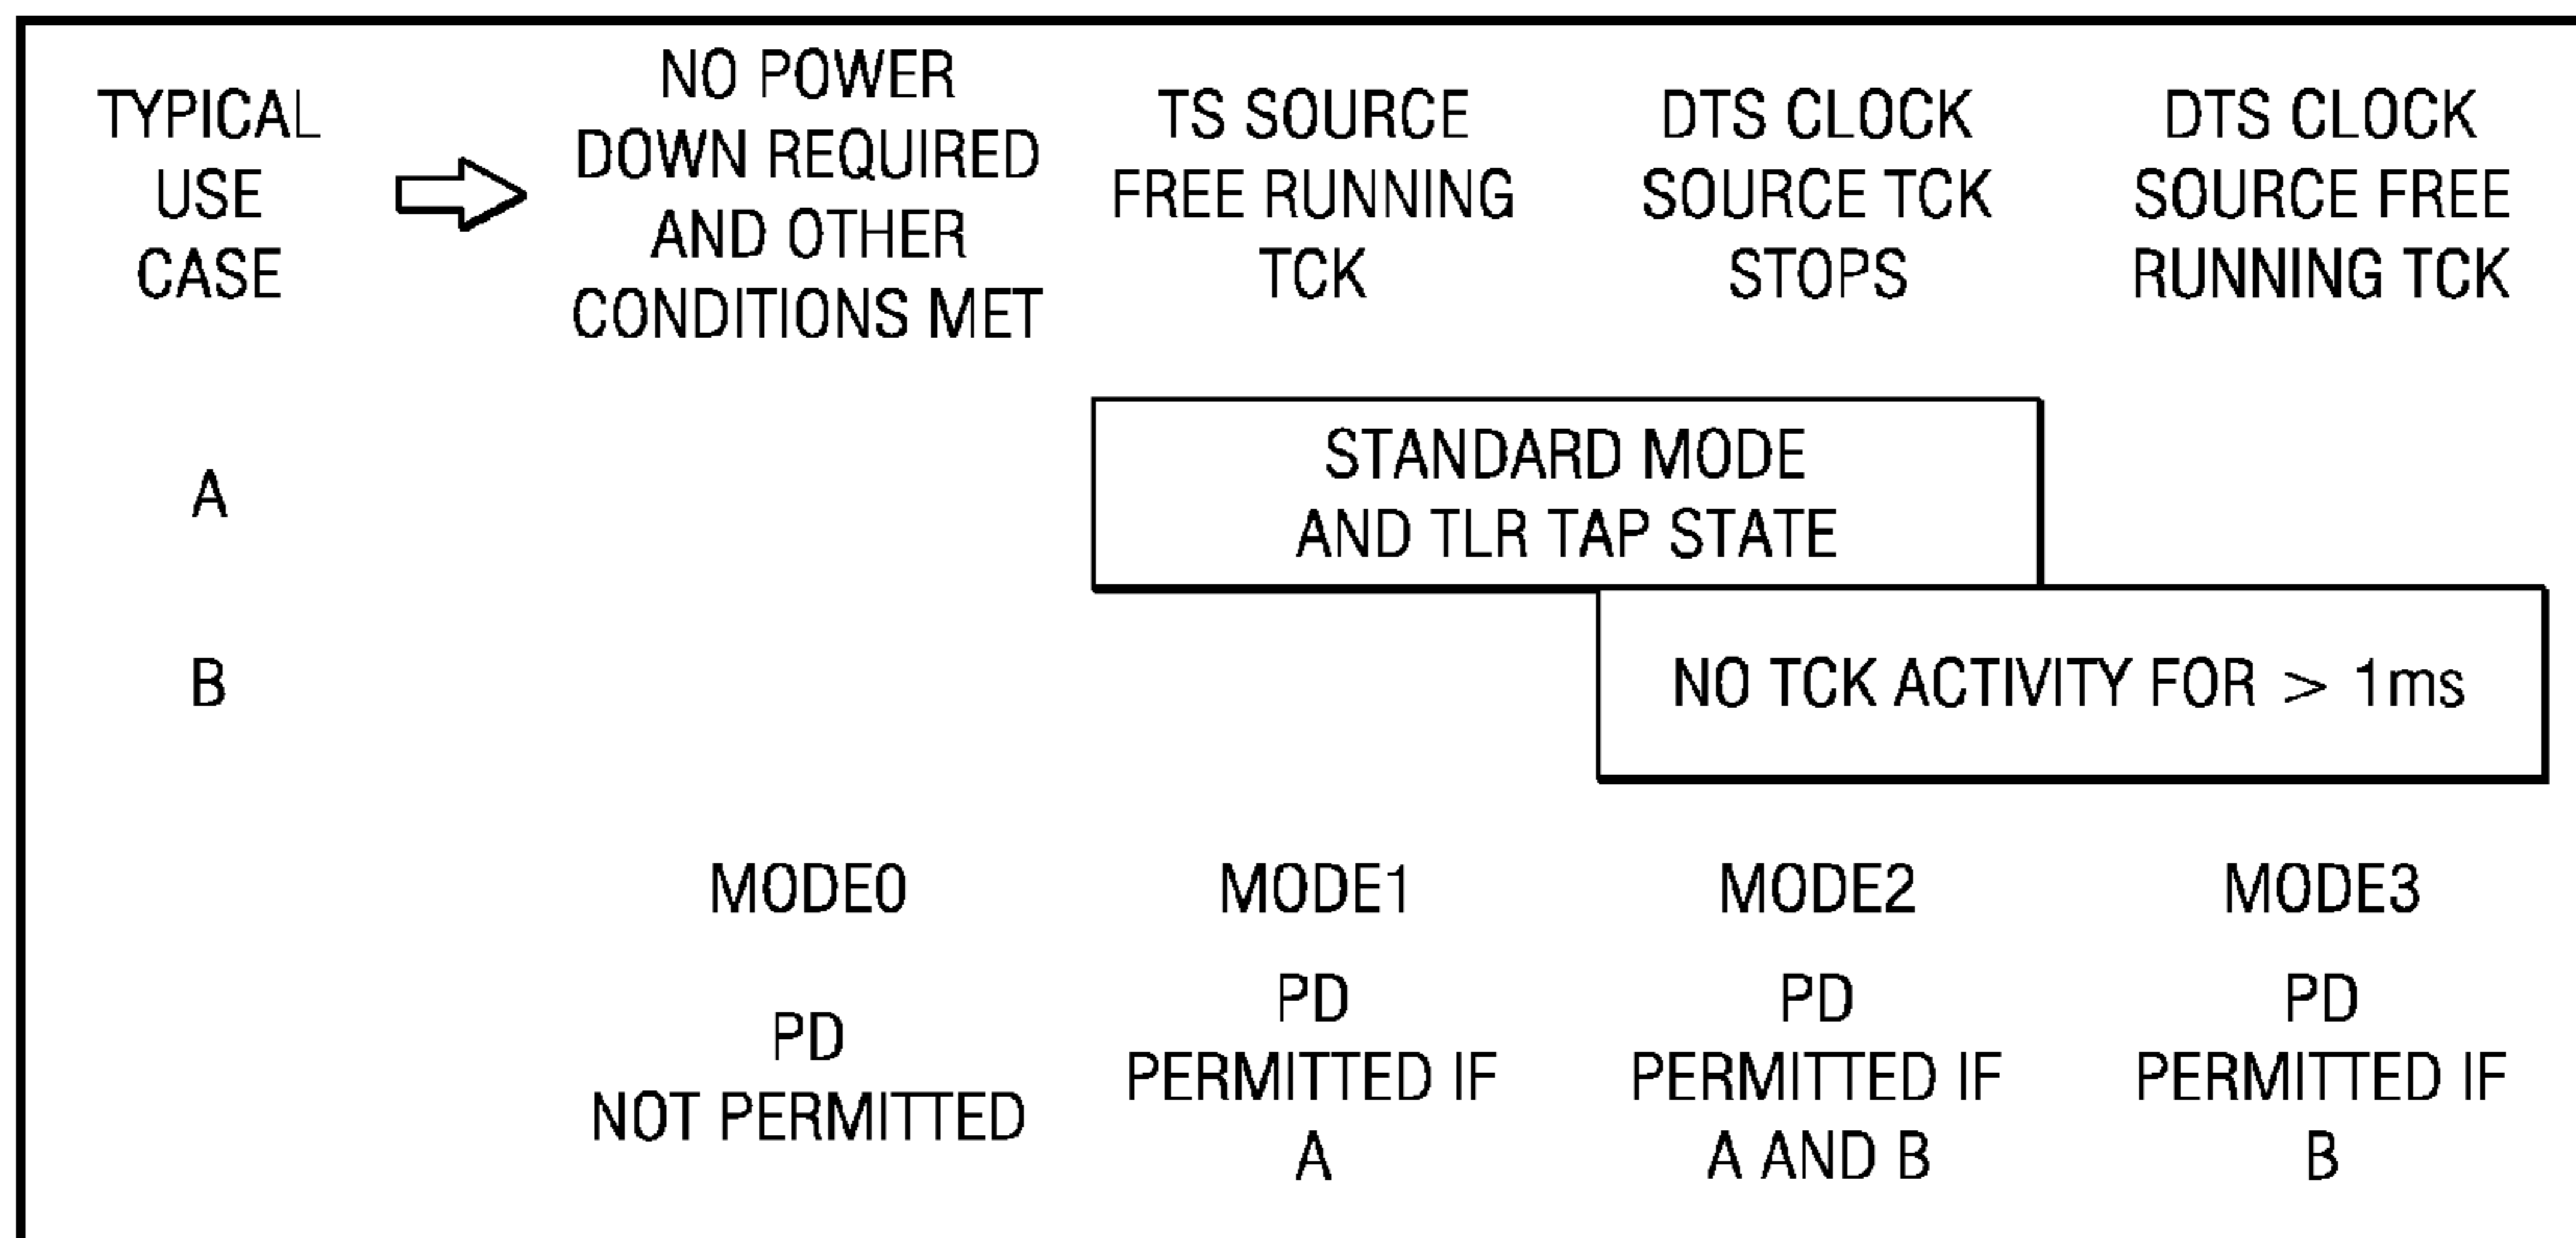 TYPICAL
USE
CASE
NO POWER
DOWN REQUIRED
AND OTHER
CONDITIONS MET
TS SOURCE
FREE RUNNING
TCK
DTS CLOCK
SOURCE TCK
STOPS
DTS CLOCK
SOURCE FREE
RUNNING TCK
A
STANDARD MODE
AND TLR TAP STATE
B
NO TCK ACTIVITY FOR > 1ms
MODE0
MODE1
MODE2
MODE3
PD
NOT PERMITTED
PD
PERMITTED IF
A
PD
PERMITTED IF
A AND B
PD
PERMITTED IF
B